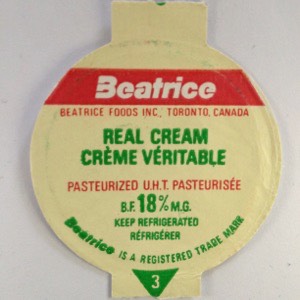 Beatrice
BEATRICE FOODS INC., TORONTO, CANADA
REAL CREAM
CRÈME VÉRITABLE
PASTEURIZED U.H.T. PASTEURISÉE
B.F. 18% M.G.
KEEP REFRIGERATED
RÉFRIGÉRER
Beatrice IS A REGISTERED TRADE MARK
3